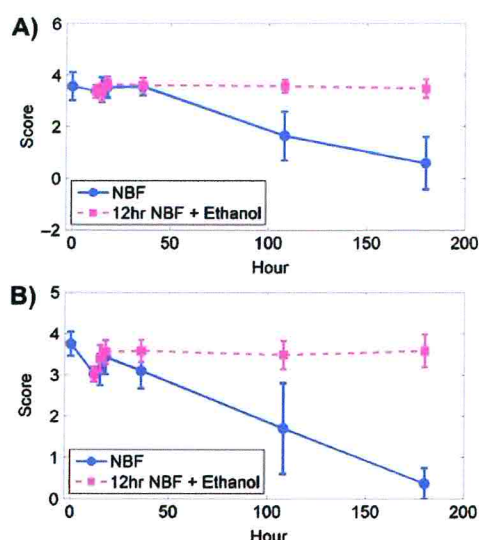 A)
6
4
2
0
−2
Score
NBF
12hr NBF + Ethanol
0 50 100 150 200
Hour
B)
5
4
3
2
1
0
Score
NBF
12hr NBF + Ethanol
0 50 100 150 200
Hour